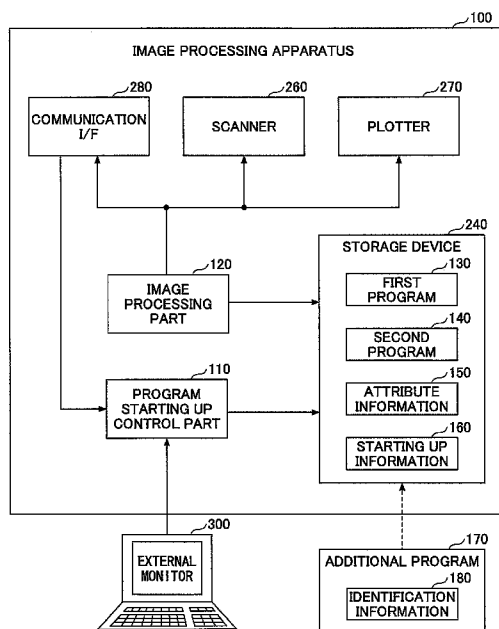 100
IMAGE PROCESSING APPARATUS
280
COMMUNICATION
I/F
260
SCANNER
270
PLOTTER
240
STORAGE DEVICE
130
FIRST
PROGRAM
140
SECOND
PROGRAM
150
ATTRIBUTE
INFORMATION
160
STARTING UP
INFORMATION
120
IMAGE
PROCESSING
PART
110
PROGRAM
STARTING UP
CONTROL PART
300
EXTERNAL
MONITOR
170
ADDITIONAL PROGRAM
180
IDENTIFICATION
INFORMATION